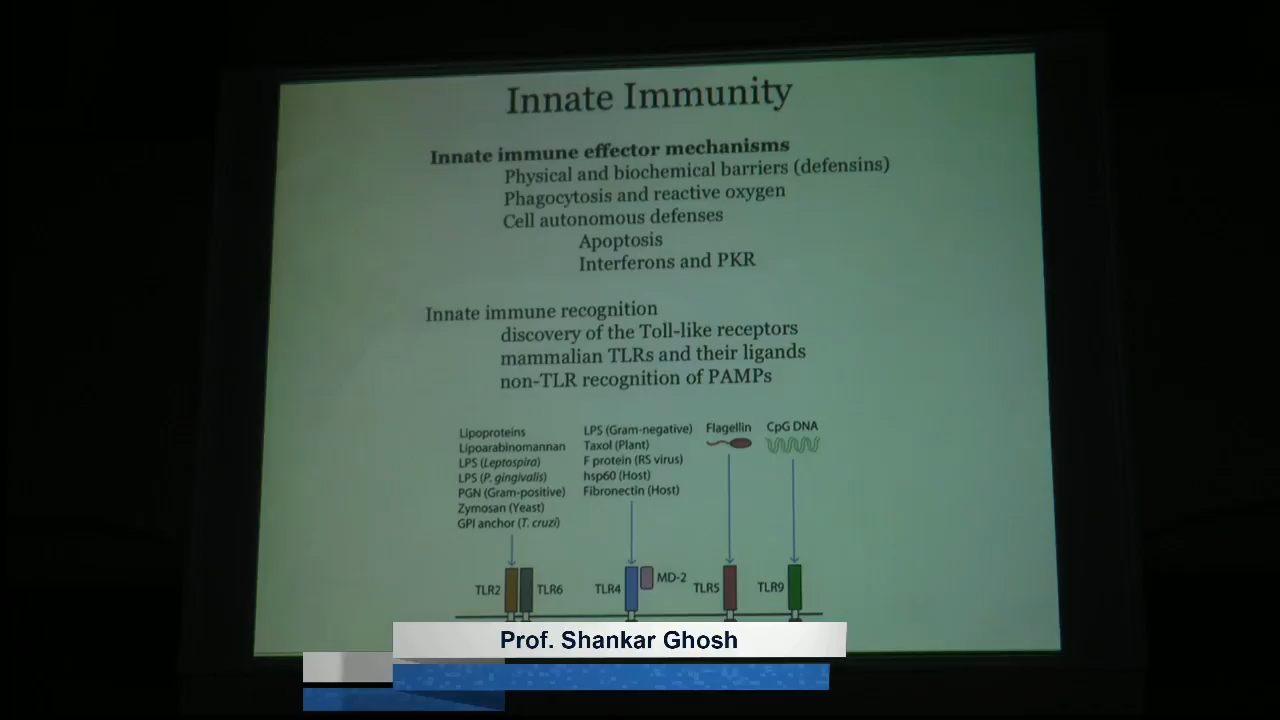 Innate Immunity
Innate immune effector mechanisms
Physical and biochemical barriers (defensins)
Phagocytosis and reactive oxygen
Cell autonomous defenses
Apoptosis
Interferons and PKR
Innate immune recognition
discovery of the Toll-like receptors
mammalian TLRs and their ligands
non-TLR recognition of PAMPs
Lipoproteins
Lipoarabinomannan
LPS (Leptospira)
LPS (P. gingivalis)
PGN (Gram-positive)
Zymosan (Yeast)
GPI anchor (T. cruzi)
LPS (Gram-negative)
Taxol (Plant)
F protein (RS virus)
hsp60 (Host)
Fibronectin (Host)
Flagellin
CpG DNA
TLR2
TLR6
TLR4
MD-2
TLR5
TLR9
Prof. Shankar Ghosh